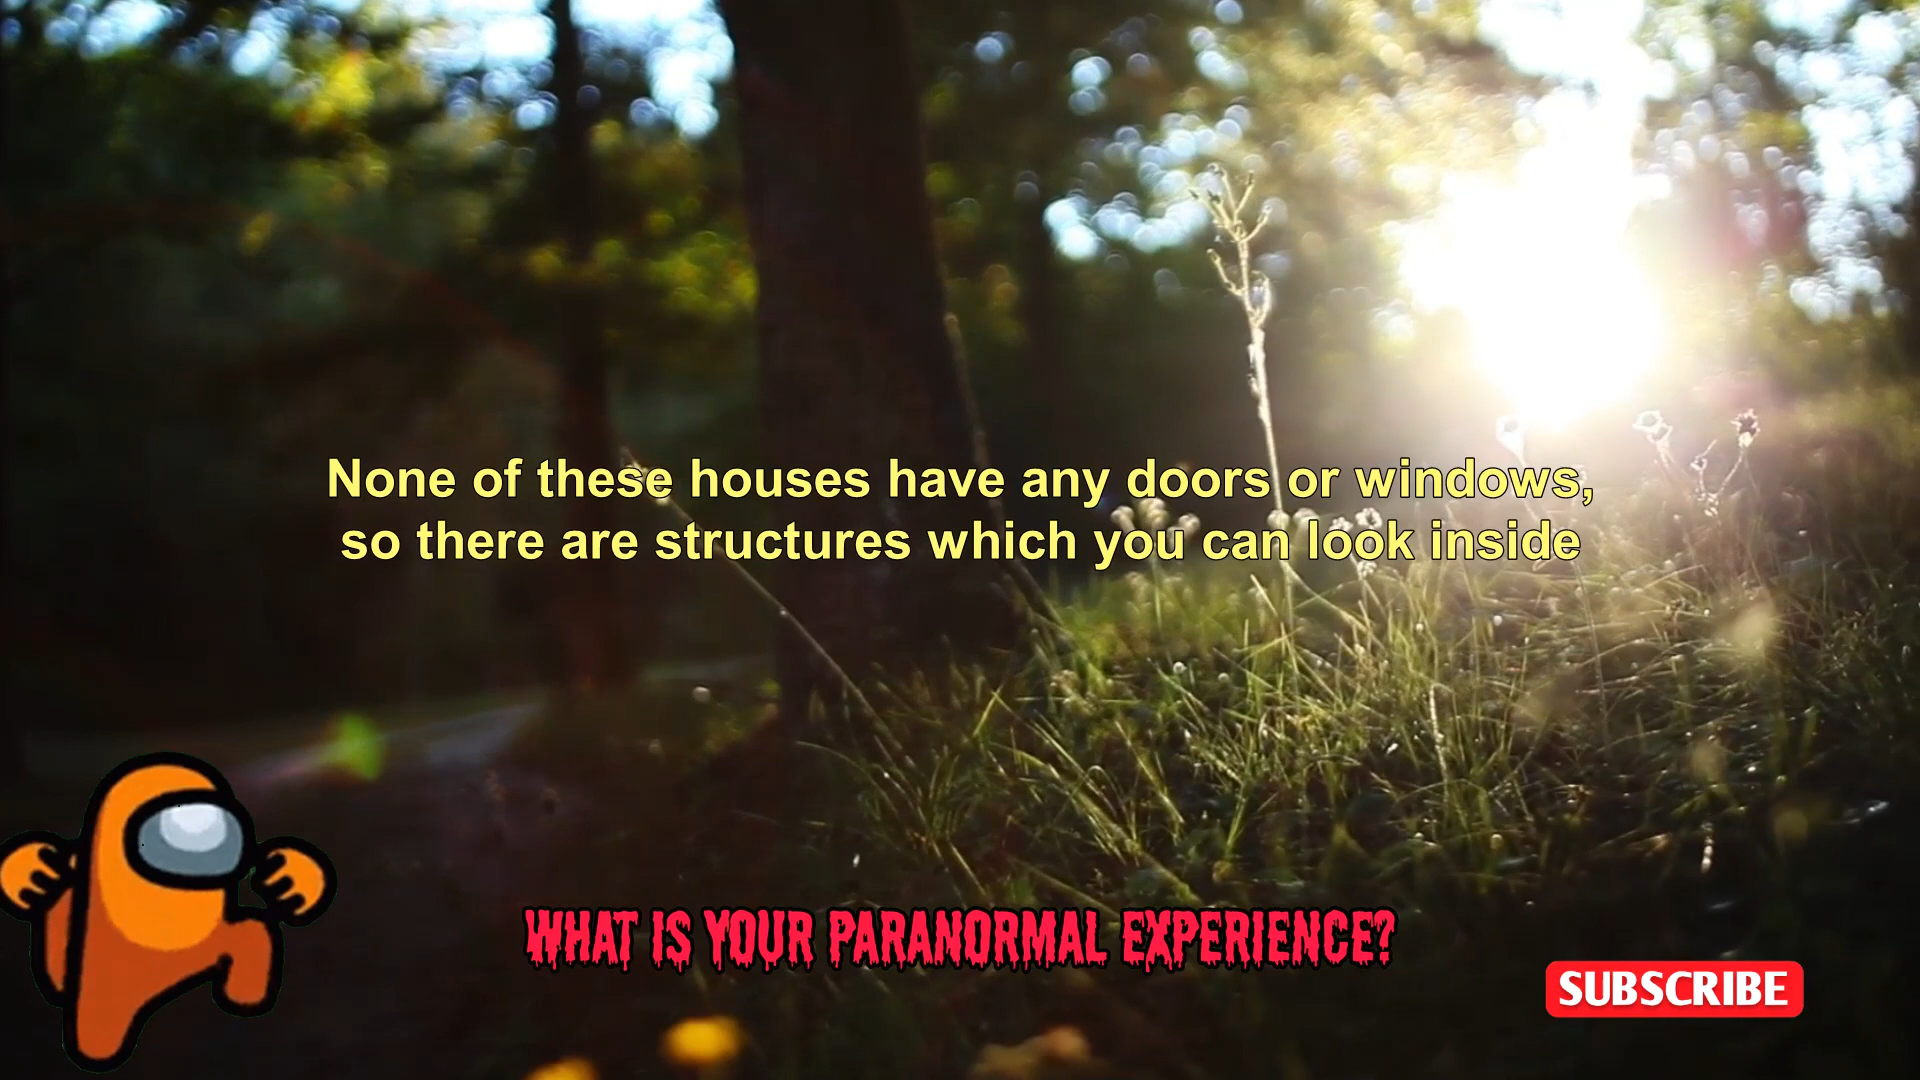 None of these houses have any doors or windows,
so there are structures which you can look inside
WHAT IS YOUR PARANORMAL EXPERIENCE?
SUBSCRIBE